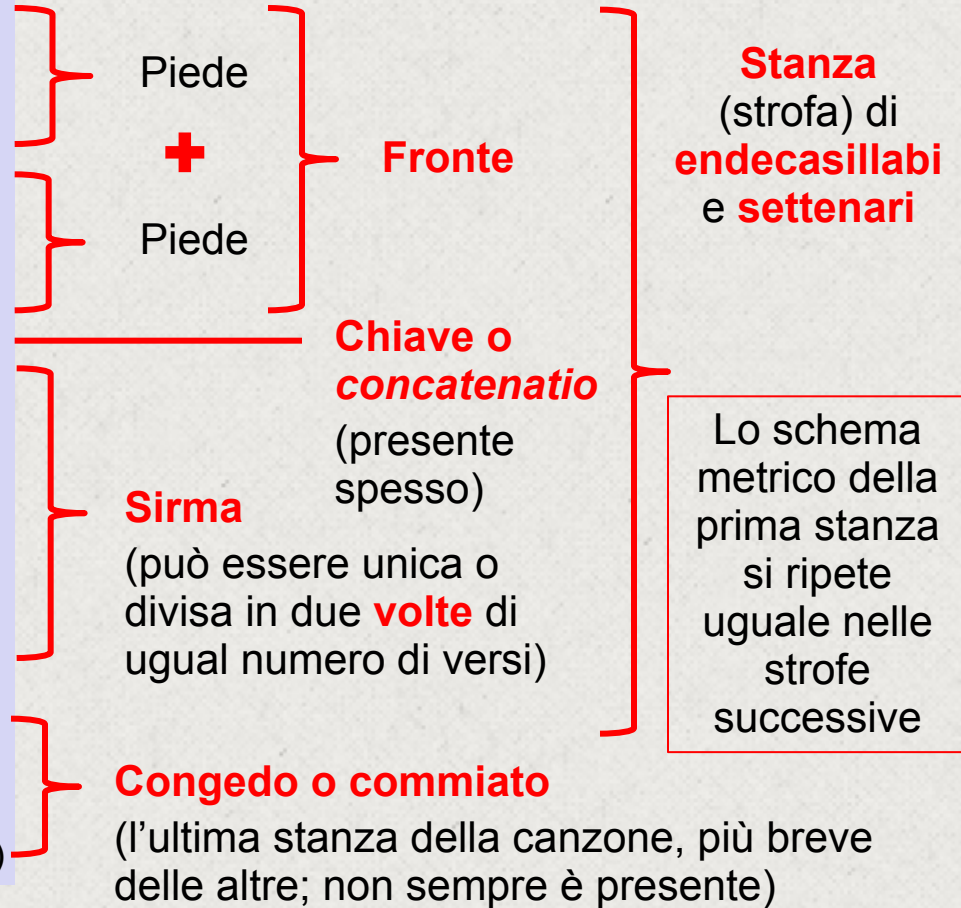 Piede
+
Piede
Fronte
Stanza
(strofa) di
endecasillabi
e settenari
Chiave o
concatenatio
(presente
spesso)
Sirma
(può essere unica o
divisa in due volte di
ugual numero di versi)
Lo schema
metrico della
prima stanza
si ripete
uguale nelle
strofe
successive
Congedo o commiato
(l’ultima stanza della canzone, più breve
delle altre; non sempre è presente)
)